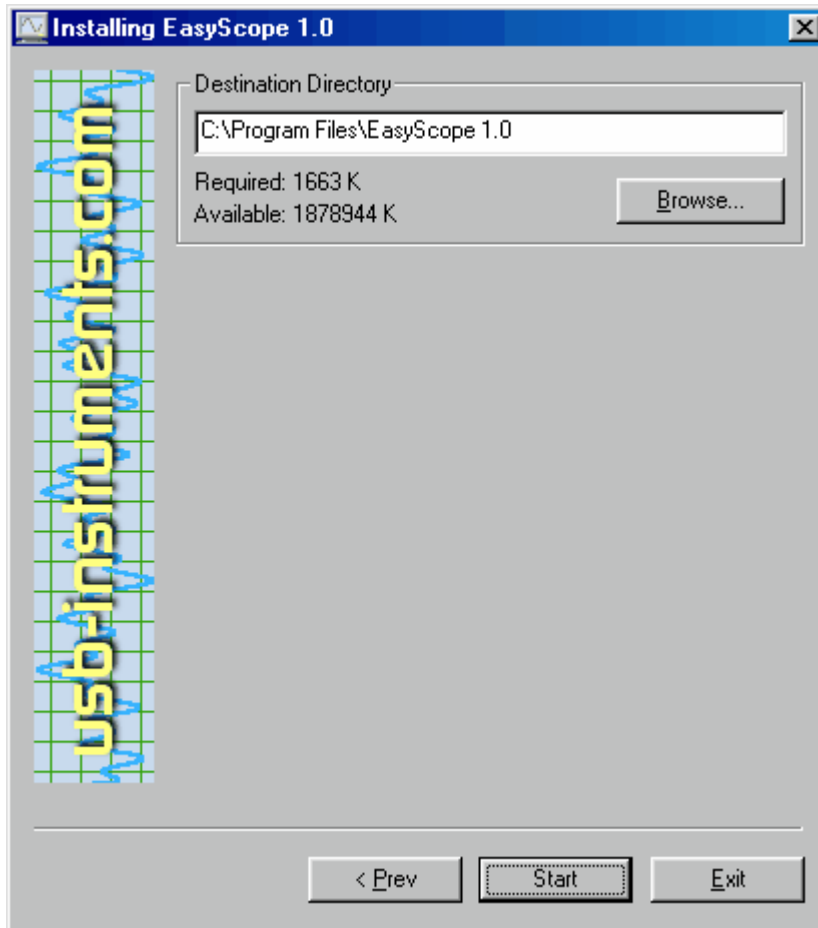 Installing EasyScope 1.0
usb-instruments.com
Destination Directory
C:\Program Files\EasyScope 1.0
Required: 1663 K
Available: 1878944 K
Browse...
< Prev
Start
Exit